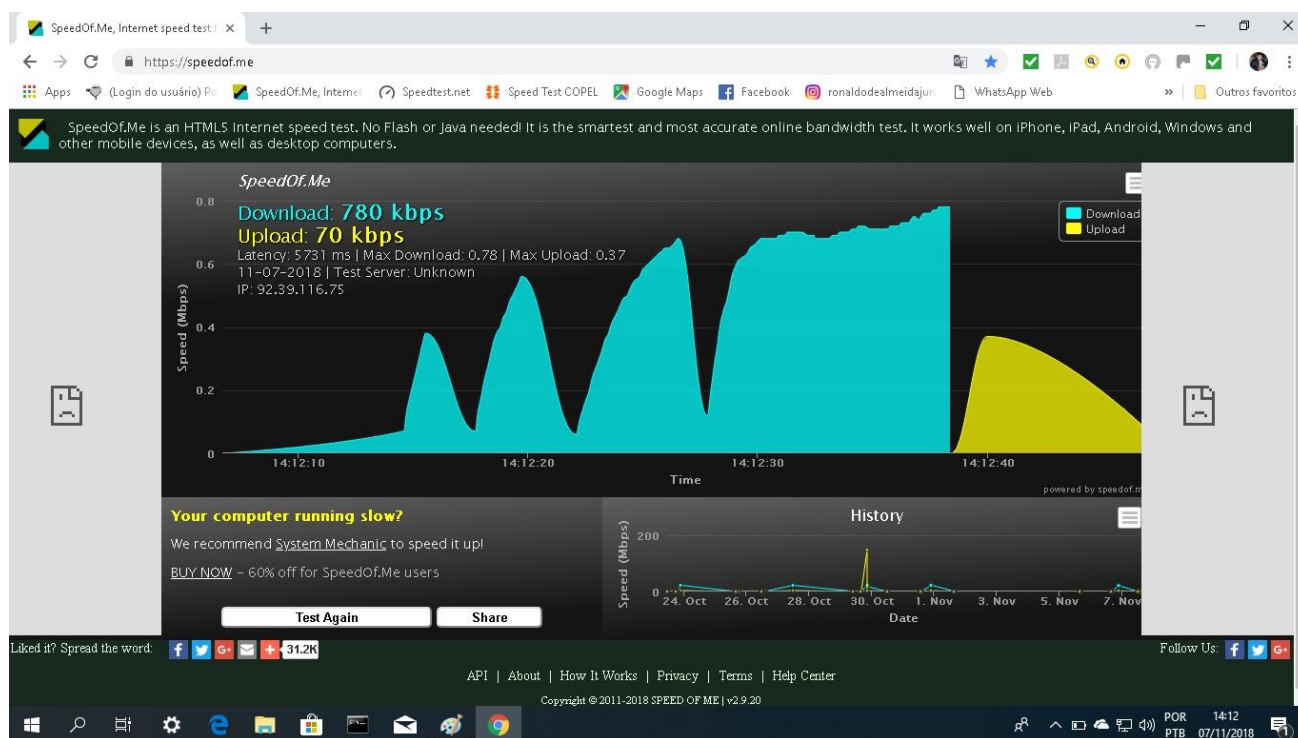 SpeedOf.Me, Internet speed test
https://speedof.me
Apps (Login do usuário) Po SpeedOf.Me, Internet Speedtest.net Speed Test COPEL Google Maps Facebook ronaldodealmeidajun WhatsApp Web » Outros favoritos
SpeedOf.Me is an HTML5 Internet speed test. No Flash or Java needed! It is the smartest and most accurate online bandwidth test. It works well on iPhone, iPad, Android, Windows and
other mobile devices, as well as desktop computers.
SpeedOf.Me
Download: 780 kbps
Upload: 70 kbps
Latency: 5731 ms | Max Download: 0.78 | Max Upload: 0.37
11-07-2018 | Test Server: Unknown
IP: 92.39.116.75
Download
Upload
Speed (Mbps)
0.8
0.6
0.4
0.2
0
14:12:10 14:12:20 14:12:30 14:12:40
Time
powered by speedof.m
Your computer running slow?
We recommend System Mechanic to speed it up!
BUY NOW – 60% off for SpeedOf.Me users
Test Again Share
History
Speed (Mbps)
200
0
24. Oct 26. Oct 28. Oct 30. Oct 1. Nov 3. Nov 5. Nov 7. Nov
Date
Liked it? Spread the word: 31.2K
Follow Us:
API | About | How It Works | Privacy | Terms | Help Center
Copyright © 2011-2018 SPEED OF ME | v2.9.20
POR 14:12
PTB 07/11/2018
1